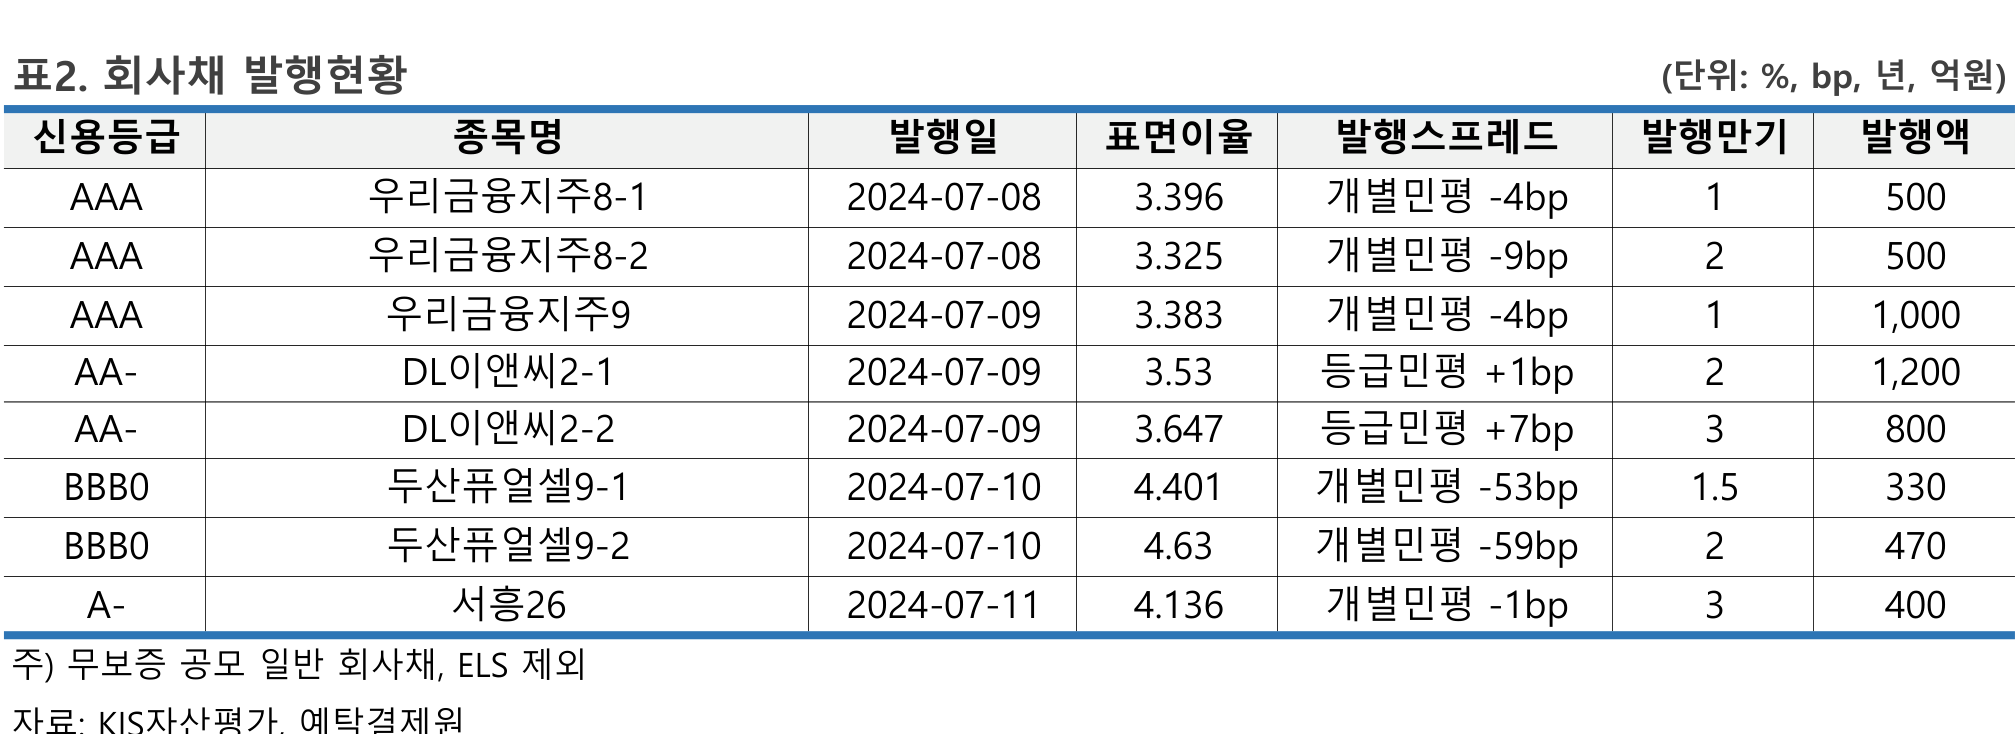 표2. 회사채 발행현황 (단위: %, bp, 년, 억원)
신용등급 종목명 발행일 표면이율 발행스프레드 발행만기 발행액
AAA 우리금융지주8-1 2024-07-08 3.396 개별민평 -4bp 1 500
AAA 우리금융지주8-2 2024-07-08 3.325 개별민평 -9bp 2 500
AAA 우리금융지주9 2024-07-09 3.383 개별민평 -4bp 1 1,000
AA- DL이앤씨2-1 2024-07-09 3.53 등급민평 +1bp 2 1,200
AA- DL이앤씨2-2 2024-07-09 3.647 등급민평 +7bp 3 800
BBB0 두산퓨얼셀9-1 2024-07-10 4.401 개별민평 -53bp 1.5 330
BBB0 두산퓨얼셀9-2 2024-07-10 4.63 개별민평 -59bp 2 470
A- 서흥26 2024-07-11 4.136 개별민평 -1bp 3 400
주) 무보증 공모 일반 회사채, ELS 제외
자료: KIS자산평가, 예탁결제원